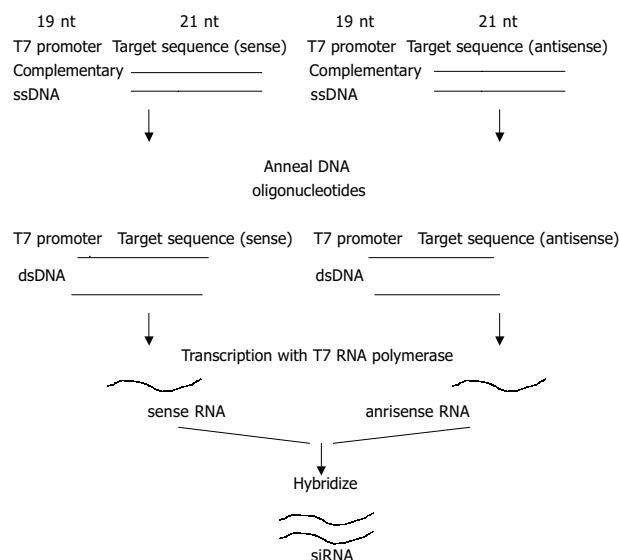 19 nt 21 nt 19 nt 21 nt
T7 promoter Target sequence (sense) T7 promoter Target sequence (antisense)
Complementary Complementary
ssDNA ssDNA
Anneal DNA
oligonucleotides
T7 promoter Target sequence (sense) T7 promoter Target sequence (antisense)
dsDNA dsDNA
Transcription with T7 RNA polymerase
sense RNA anrisense RNA
Hybridize
siRNA